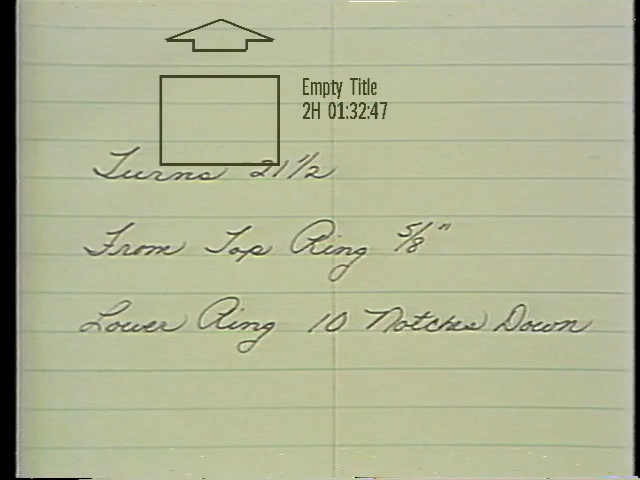 Empty Title
2H 01:32:47
Turns 21 1/2
From Top Ring 5/8"
Lower Ring 10 Notches Down